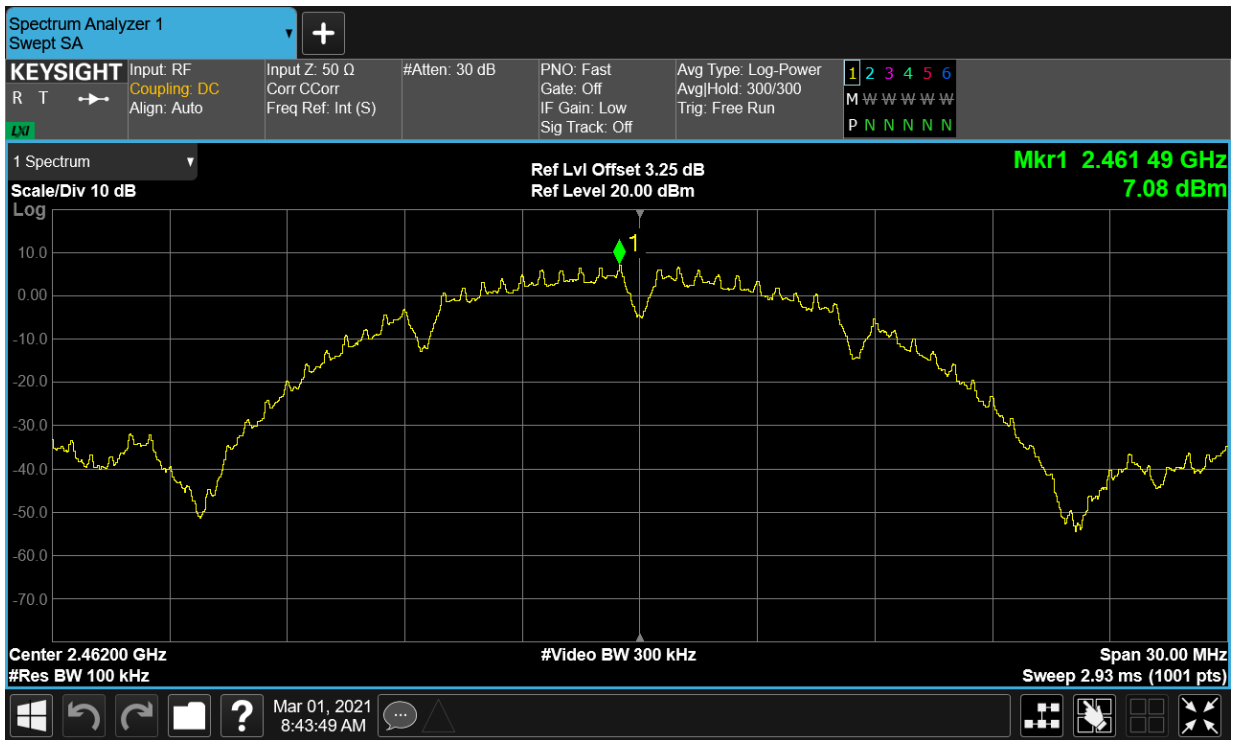 Spectrum Analyzer 1
Swept SA
KEYSIGHT
R T
LXI
Input: RF
Coupling: DC
Align: Auto
Input Z: 50 Ω
Corr CCorr
Freq Ref: Int (S)
#Atten: 30 dB
PNO: Fast
Gate: Off
IF Gain: Low
Sig Track: Off
Avg Type: Log-Power
Avg|Hold: 300/300
Trig: Free Run
1 2 3 4 5 6
M W W W W W
P N N N N N
1 Spectrum
Scale/Div 10 dB
Log
Ref Lvl Offset 3.25 dB
Ref Level 20.00 dBm
Mkr1 2.461 49 GHz
7.08 dBm
1
10.0
0.00
-10.0
-20.0
-30.0
-40.0
-50.0
-60.0
-70.0
Center 2.46200 GHz
#Res BW 100 kHz
#Video BW 300 kHz
Span 30.00 MHz
Sweep 2.93 ms (1001 pts)
?
Mar 01, 2021
8:43:49 AM